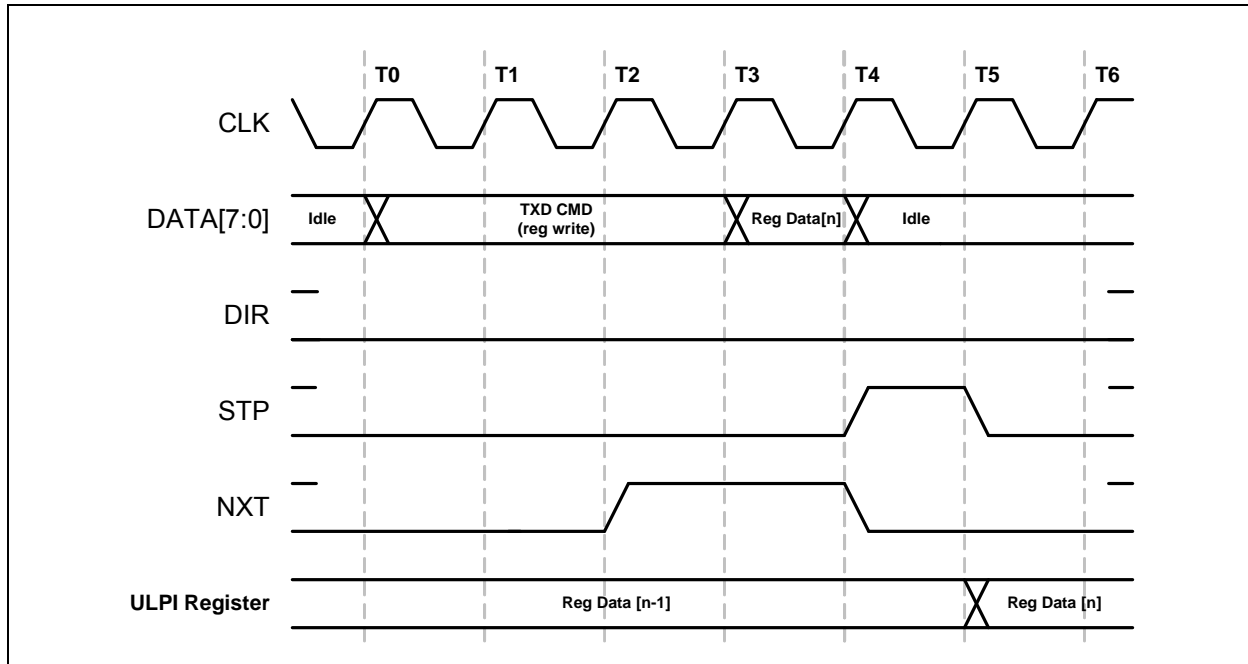 T0 T1 T2 T3 T4 T5 T6
CLK
DATA[7:0] Idle TXD CMD Reg Data[n] Idle
(reg write)
DIR
STP
NXT
ULPI Register Reg Data [n-1] Reg Data [n]